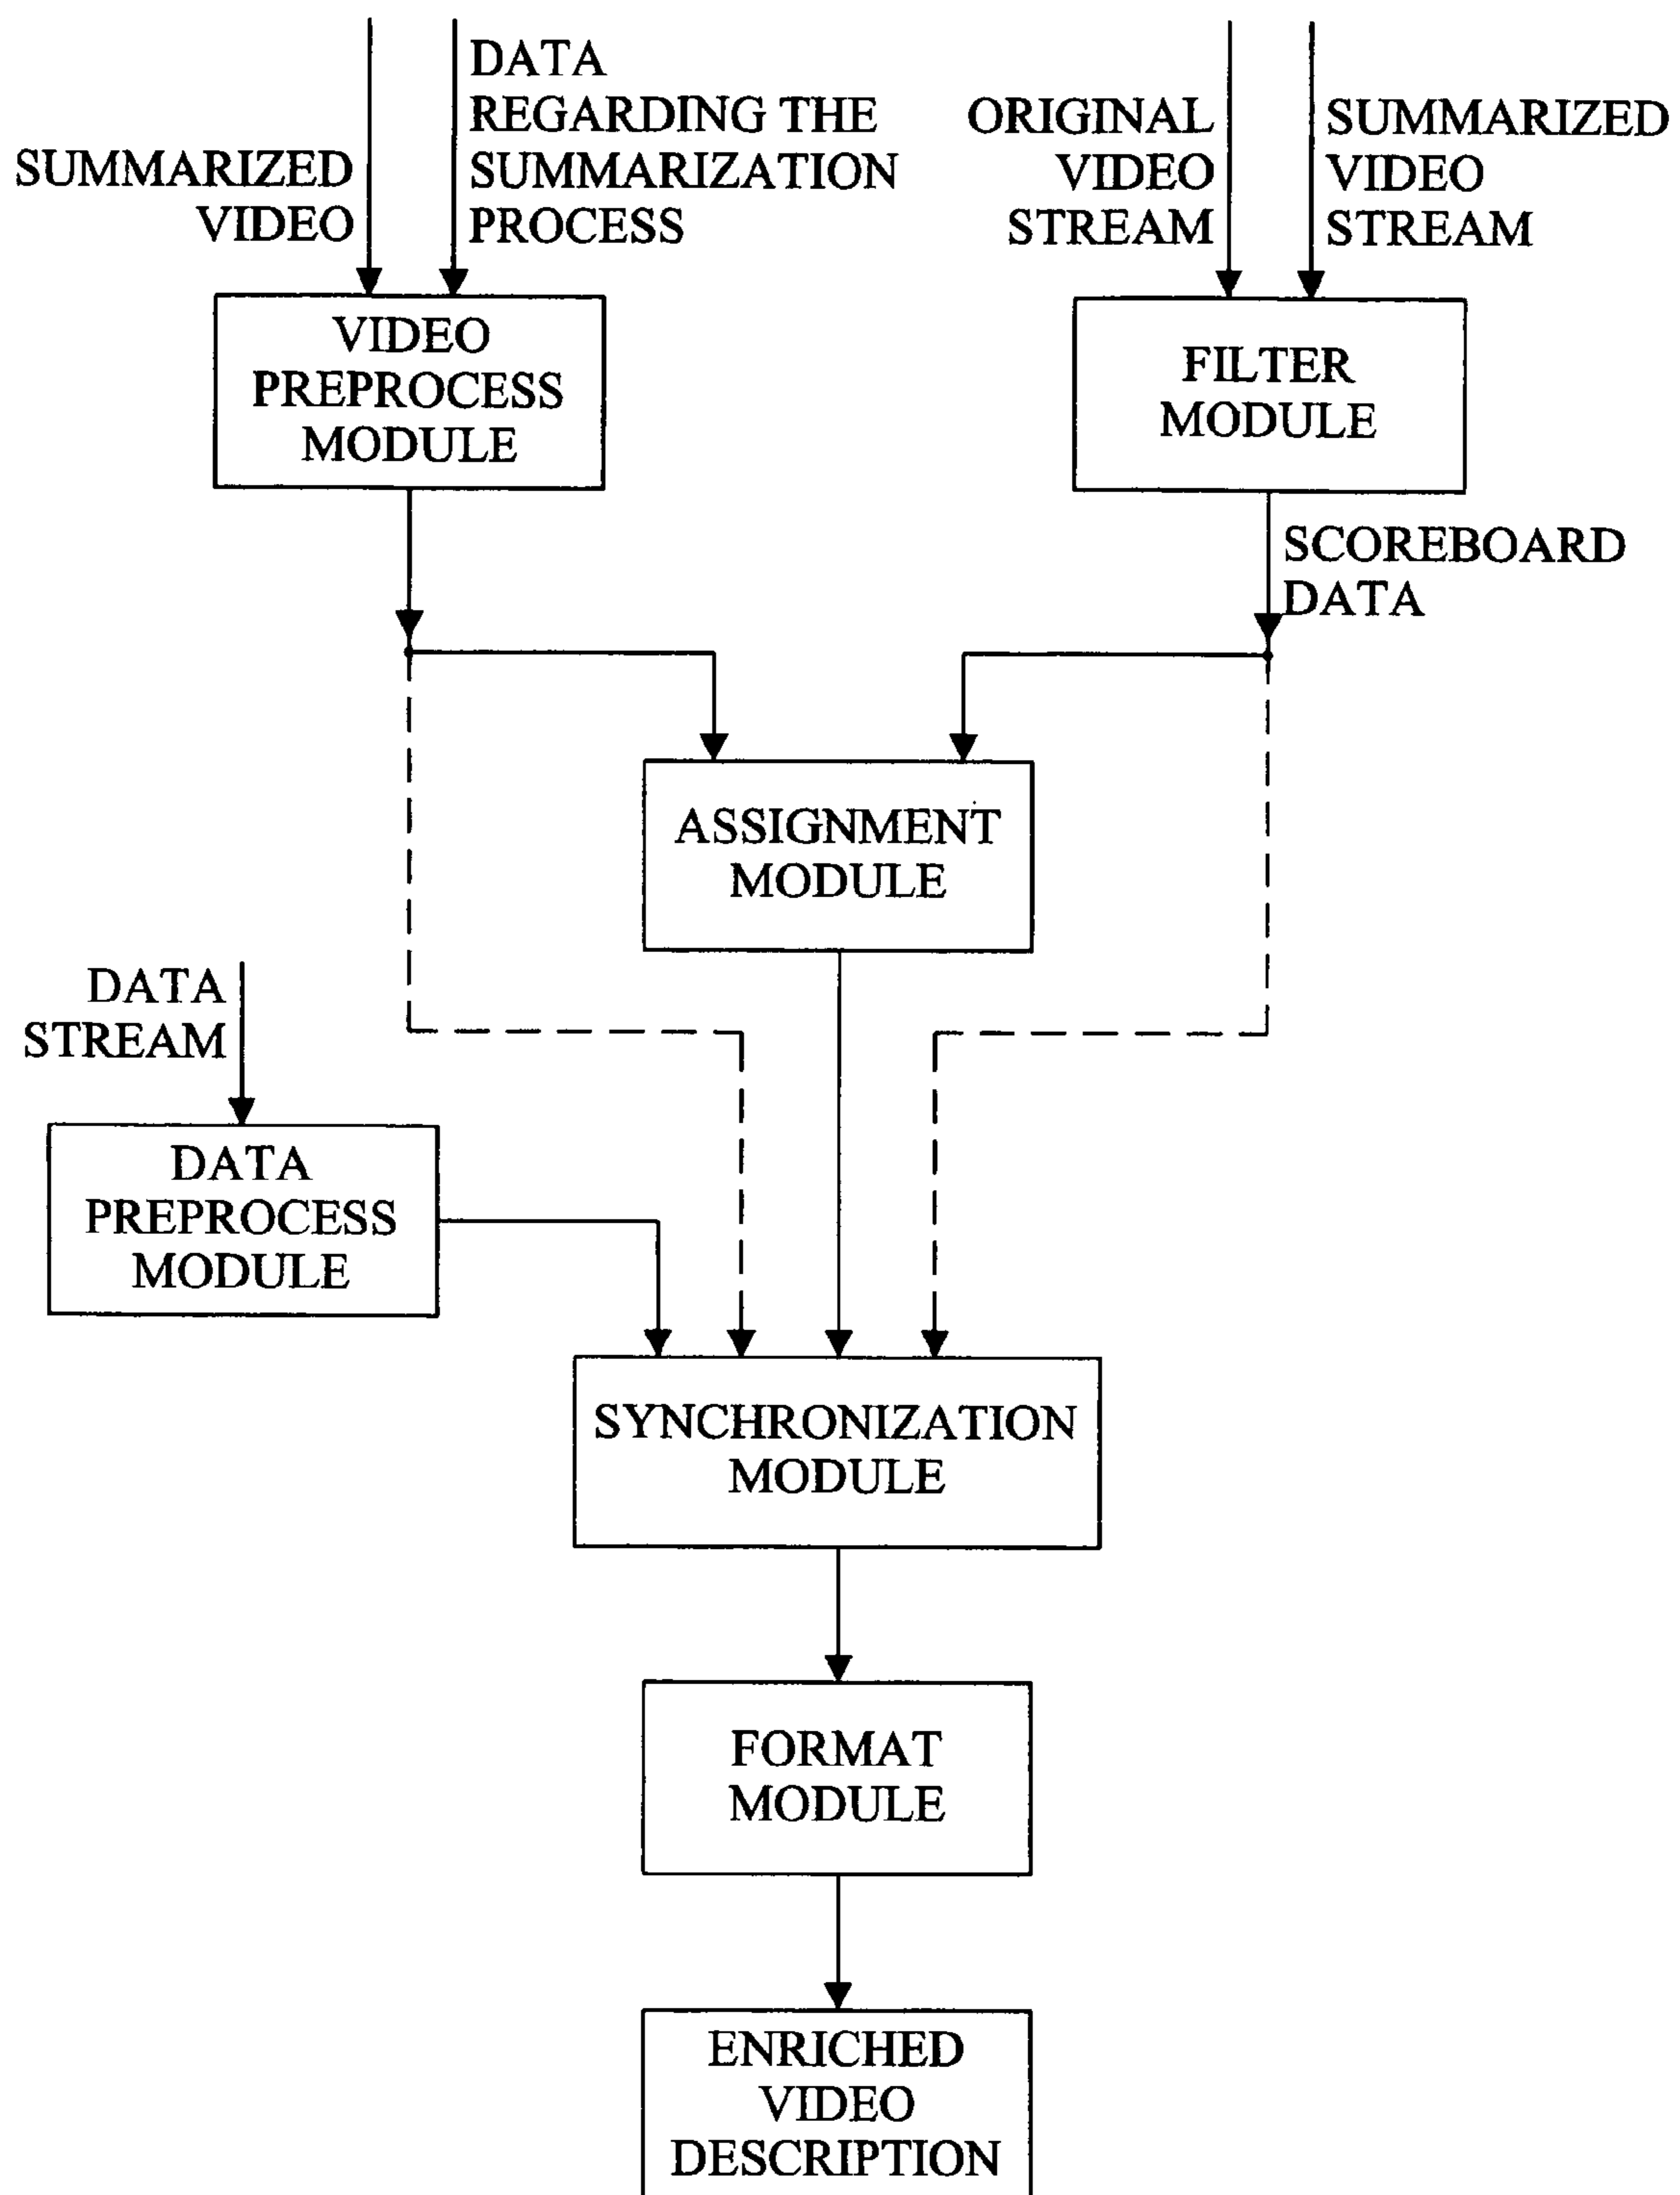 DATA
REGARDING THE
SUMMARIZATION
PROCESS
SUMMARIZED
VIDEO
ORIGINAL
VIDEO
STREAM
SUMMARIZED
VIDEO
STREAM
VIDEO
PREPROCESS
MODULE
FILTER
MODULE
SCOREBOARD
DATA
ASSIGNMENT
MODULE
DATA
STREAM
DATA
PREPROCESS
MODULE
SYNCHRONIZATION
MODULE
FORMAT
MODULE
ENRICHED
VIDEO
DESCRIPTION